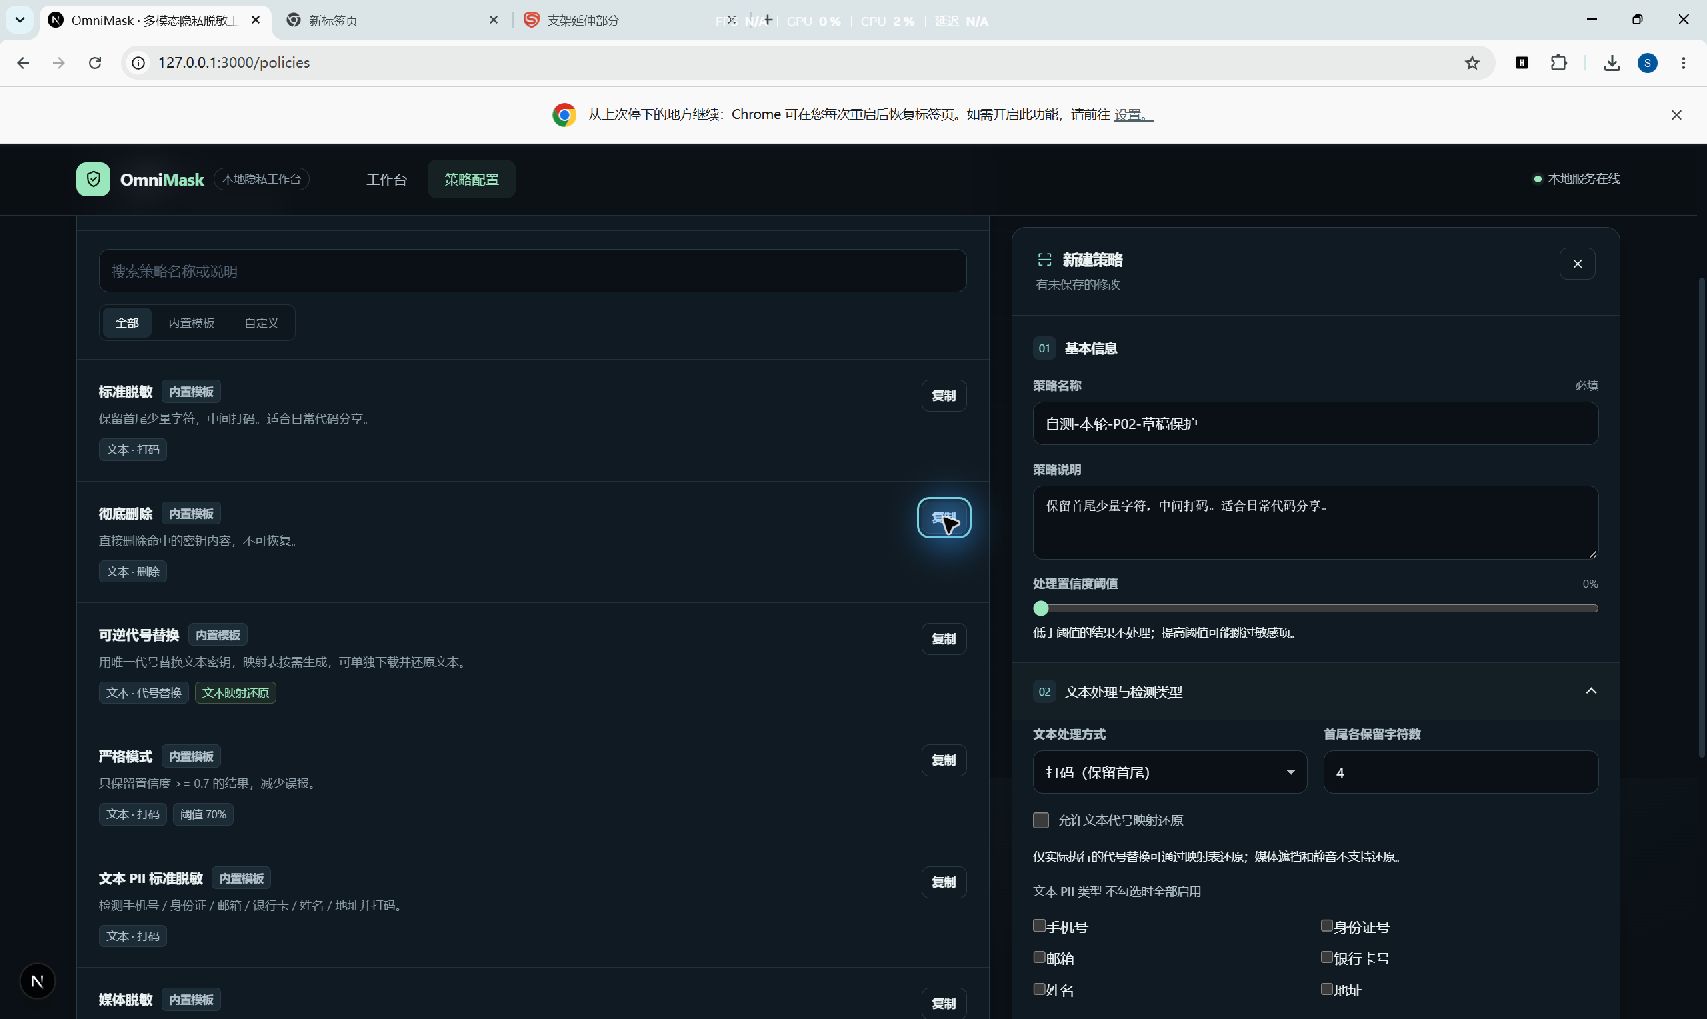 OmniMask · 多模态隐私脱敏工
新标签页
支架延伸部分
FPS N/A | GPU 0% | CPU 2% | 延迟 N/A
127.0.0.1:3000/policies
S
从上次停下的地方继续：Chrome 可在您每次重启后恢复标签页。如需开启此功能，请前往 设置。
OmniMask 本地隐私工作台 工作台 策略配置 本地服务在线
搜索策略名称或说明
全部 内置模板 自定义
标准脱敏 内置模板 复制
保留首尾少量字符，中间打码。适合日常代码分享。
文本 · 打码
彻底删除 内置模板 复制
直接删除命中的密钥内容，不可恢复。
文本 · 删除
可逆代号替换 内置模板 复制
用唯一代号替换文本密钥，映射表按需生成，可单独下载并还原文本。
文本 · 代号替换 文本映射还原
严格模式 内置模板 复制
只保留置信度 >= 0.7 的结果，减少误报。
文本 · 打码 阈值 70%
文本 PII 标准脱敏 内置模板 复制
检测手机号 / 身份证 / 邮箱 / 银行卡 / 姓名 / 地址并打码。
文本 · 打码
媒体脱敏 内置模板 复制
N
新建策略
有未保存的修改
01 基本信息
策略名称 必填
自测-本轮-P02-草稿保护
策略说明
保留首尾少量字符，中间打码。适合日常代码分享。
处理置信度阈值 0%
低于阈值的结果不处理；提高阈值可能跳过敏感项。
02 文本处理与检测类型
文本处理方式 首尾各保留字符数
打码（保留首尾） 4
允许文本代号映射还原
仅实际执行的代号替换可通过映射表还原；媒体遮挡和静音不支持还原。
文本 PII 类型 不勾选时全部启用
手机号 身份证号
邮箱 银行卡号
姓名 地址